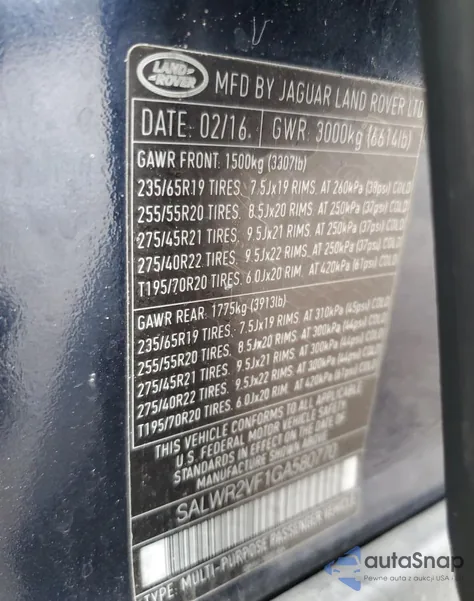 LAND
ROVER
MFD BY JAGUAR LAND ROVER LTD
DATE: 02/16 GWR: 3000kg (6614lb)
GAWR FRONT: 1500kg (3307lb)
235/65R19 TIRES. 7.5Jx19 RIMS. AT 260kPa (38psi) COLD
255/55R20 TIRES. 8.5Jx20 RIMS. AT 250kPa (37psi) COLD
275/45R21 TIRES. 9.5Jx21 RIMS. AT 250kPa (37psi) COLD
275/40R22 TIRES. 9.5Jx22 RIMS. AT 250kPa (37psi) COLD
T195/70R20 TIRES. 6.0Jx20 RIM. AT 420kPa (61psi) COLD
GAWR REAR: 1775kg (3913lb)
235/65R19 TIRES. 7.5Jx19 RIMS. AT 310kPa (45psi) COLD
255/55R20 TIRES. 8.5Jx20 RIMS. AT 300kPa (44psi) COLD
275/45R21 TIRES. 9.5Jx21 RIMS. AT 300kPa (44psi) COLD
275/40R22 TIRES. 9.5Jx22 RIMS. AT 300kPa (44psi) COLD
T195/70R20 TIRES. 6.0Jx20 RIM. AT 420kPa (61psi) COLD
THIS VEHICLE CONFORMS TO ALL APPLICABLE
U.S. FEDERAL MOTOR VEHICLE SAFETY
STANDARDS IN EFFECT ON THE DATE OF
MANUFACTURE SHOWN ABOVE
SALWR2VF1GA580770
TYPE: MULTI-PURPOSE PASSENGER VEHICLE
autoSnap
Pewne auta z aukcji USA i